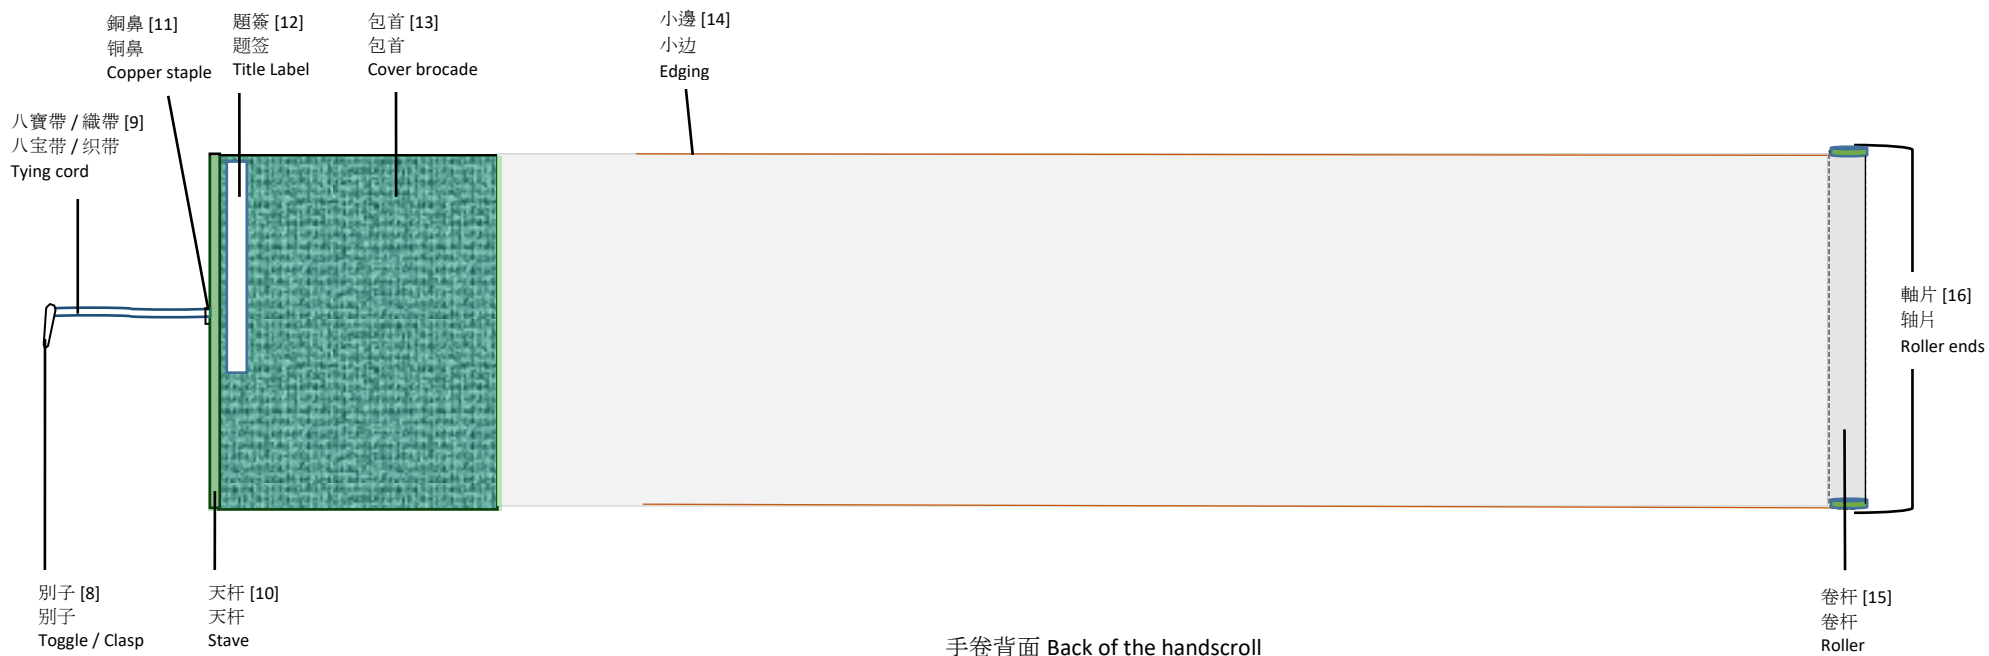 銅鼻 [11]
铜鼻
Copper staple
題簽 [12]
题签
Title Label
包首 [13]
包首
Cover brocade
小邊 [14]
小边
Edging
八寶帶 / 織帶 [9]
八宝带 / 织带
Tying cord
軸片 [16]
轴片
Roller ends
別子 [8]
别子
Toggle / Clasp
天杆 [10]
天杆
Stave
卷杆 [15]
卷杆
Roller
手卷背面 Back of the handscroll